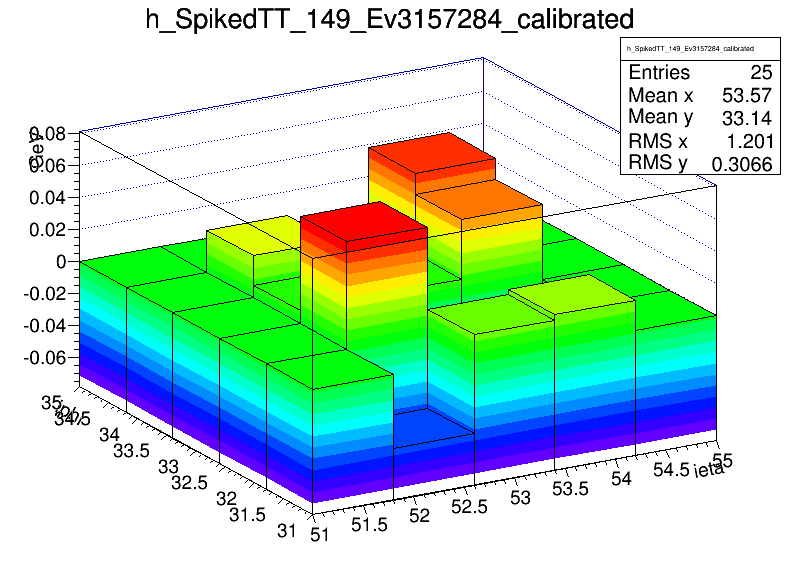 h_SpikedTT_149_Ev3157284_calibrated
h_SpikedTT_149_Ev3157284_calibrated
Entries 25
Mean x 53.57
Mean y 33.14
RMS x 1.201
RMS y 0.3066
GeV
0.08
0.06
0.04
0.02
0
-0.02
-0.04
-0.06
35
34.5
34
33.5
33
32.5
32
31.5
31
51
51.5
52
52.5
53
53.5
54
54.5
55
ieta